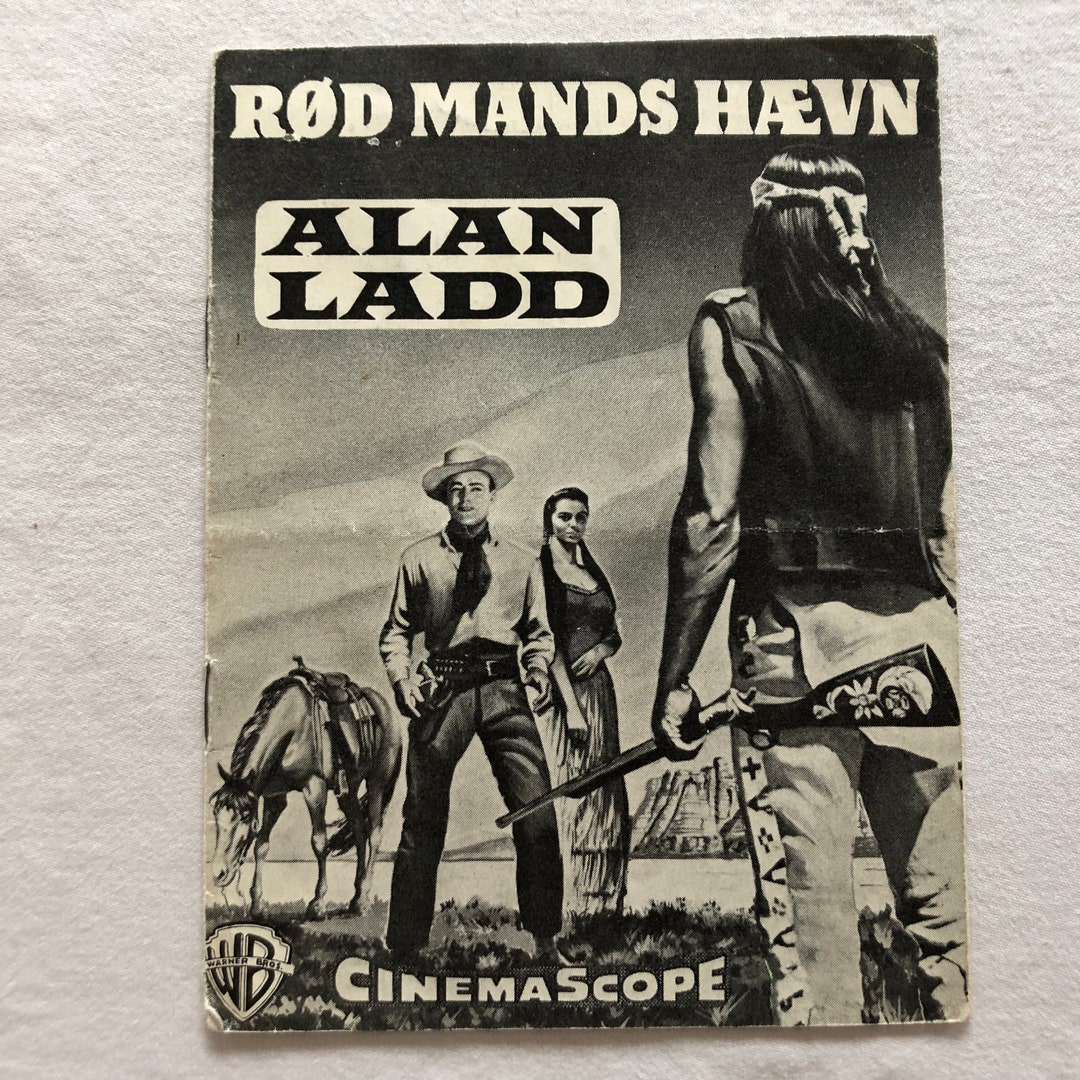 RØD MANDS HÆVN
ALAN
LADD
WB
WARNER BROS.
CINEMASCOPE